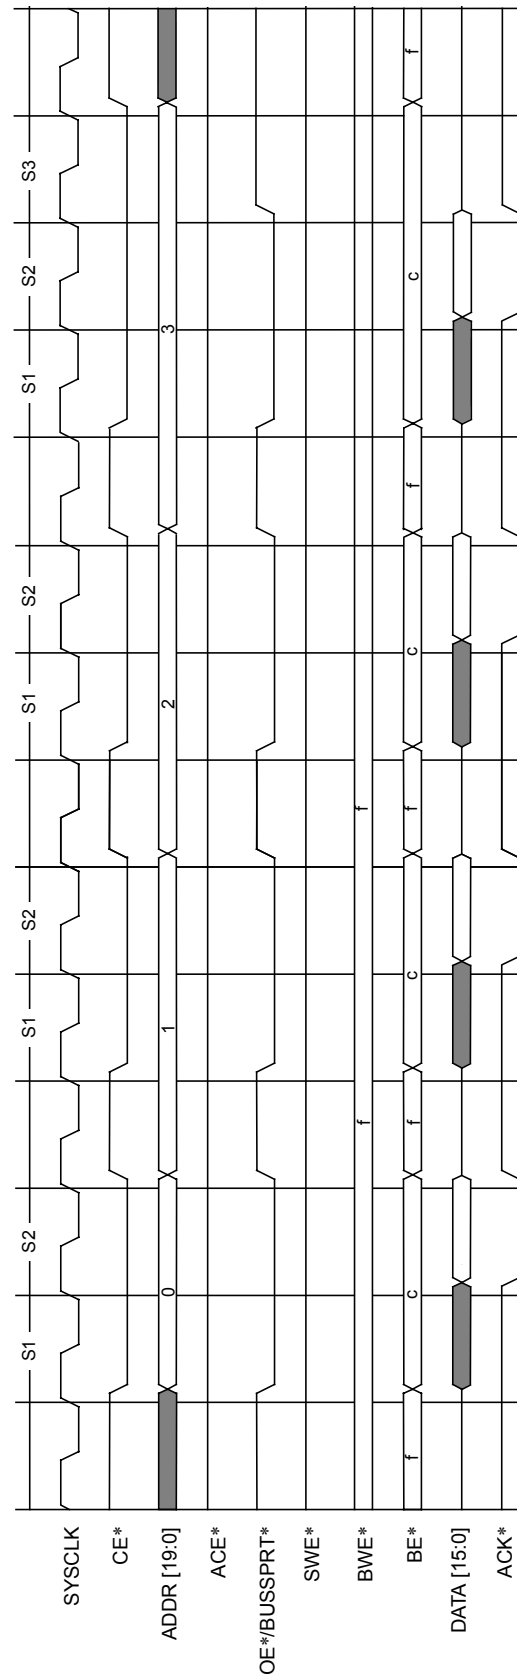 S1 S2 S1 S2 S1 S2 S1 S2 S3
SYSCLK
CE*
ADDR [19:0] 0 1 2 3
ACE*
OE*/BUSSPRT*
SWE*
BWE* f f
BE* f c f c f c f c f
DATA [15:0]
ACK*